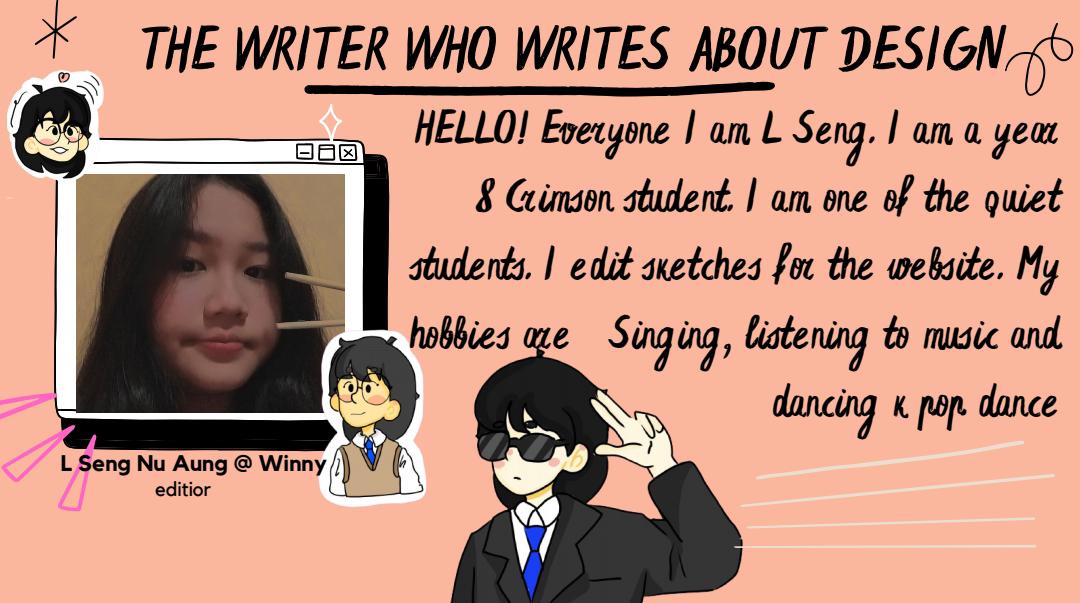 THE WRITER WHO WRITES ABOUT DESIGN
HELLO! Everyone I am L Seng. I am a year
8 Crimson student. I am one of the quiet
students. I edit sketches for the website. My
hobbies are Singing, listening to music and
dancing k pop dance
L Seng Nu Aung @ Winny
editior